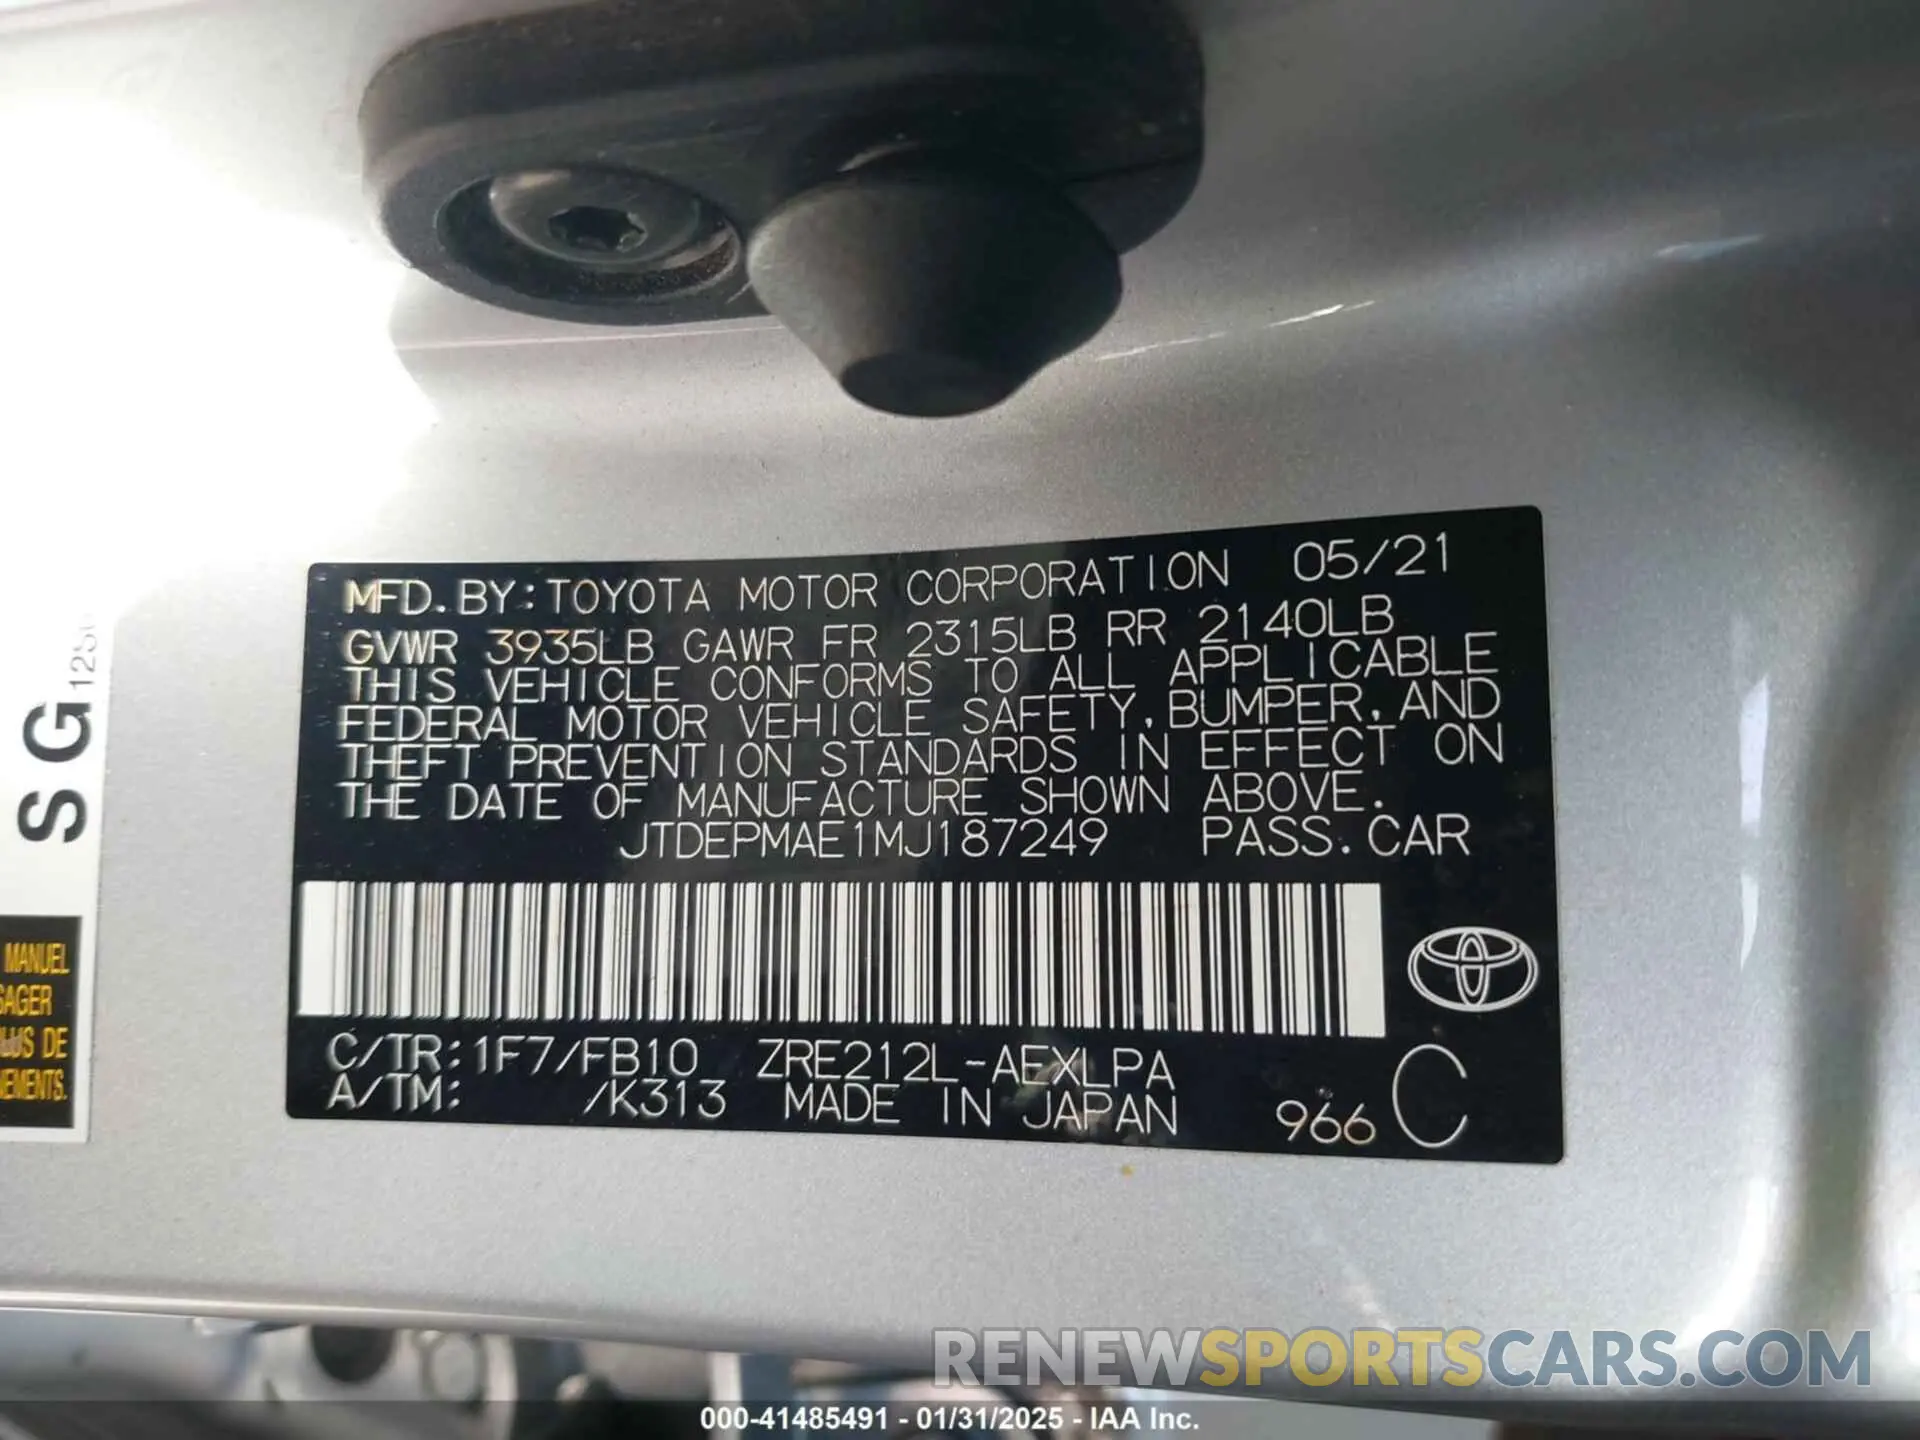 MFD. BY: TOYOTA MOTOR CORPORATION 05/21
GVWR 3935LB GAWR FR 2315LB RR 2140LB
THIS VEHICLE CONFORMS TO ALL APPLICABLE
FEDERAL MOTOR VEHICLE SAFETY, BUMPER, AND
THEFT PREVENTION STANDARDS IN EFFECT ON
THE DATE OF MANUFACTURE SHOWN ABOVE.
JTDEPMAE1MJ187249 PASS. CAR
C/TR: 1F7/FB10 ZRE212L-AEXLPA
A/TM: /K313 MADE IN JAPAN 966 C
S G
MANUEL
DE
RENEWSPORTSCARS.COM
000-41485491 - 01/31/2025 - IAA Inc.